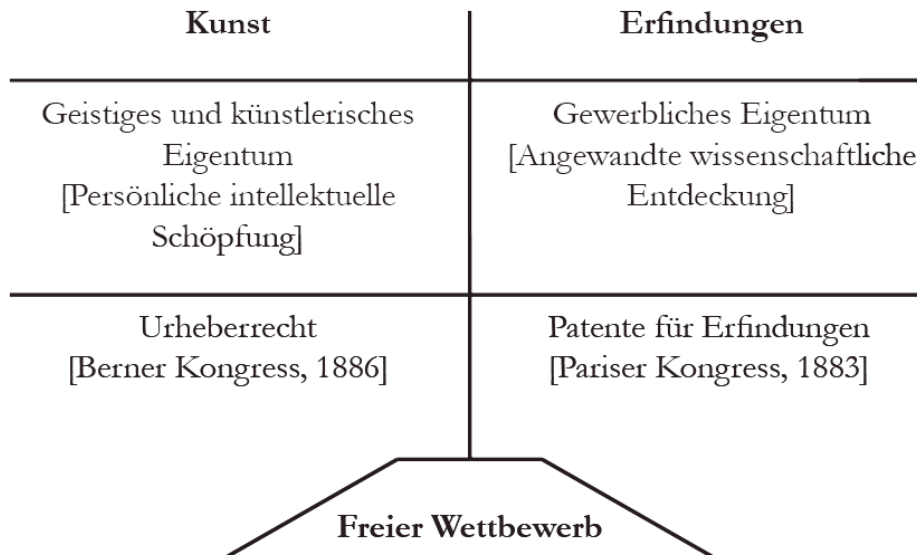 Kunst
Erfindungen
Geistiges und künstlerisches
Eigentum
[Persönliche intellektuelle
Schöpfung]
Gewerbliches Eigentum
[Angewandte wissenschaftliche
Entdeckung]
Urheberrecht
[Berner Kongress, 1886]
Patente für Erfindungen
[Pariser Kongress, 1883]
Freier Wettbewerb